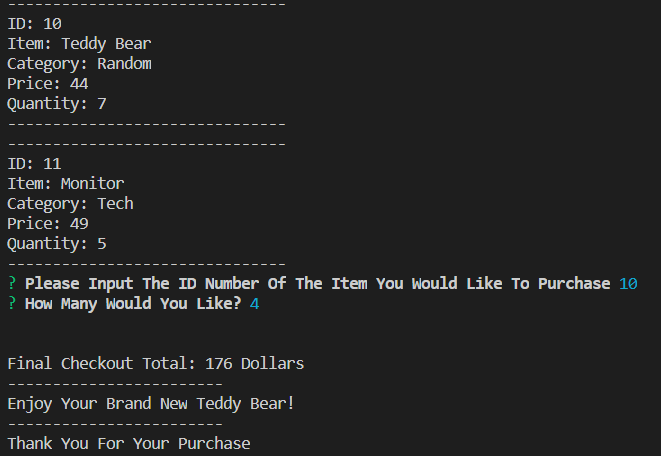 -------------------------------
ID: 10
Item: Teddy Bear
Category: Random
Price: 44
Quantity: 7
-------------------------------
-------------------------------
ID: 11
Item: Monitor
Category: Tech
Price: 49
Quantity: 5
-------------------------------
? Please Input The ID Number Of The Item You Would Like To Purchase 10
? How Many Would You Like? 4
Final Checkout Total: 176 Dollars
------------------------
Enjoy Your Brand New Teddy Bear!
------------------------
Thank You For Your Purchase